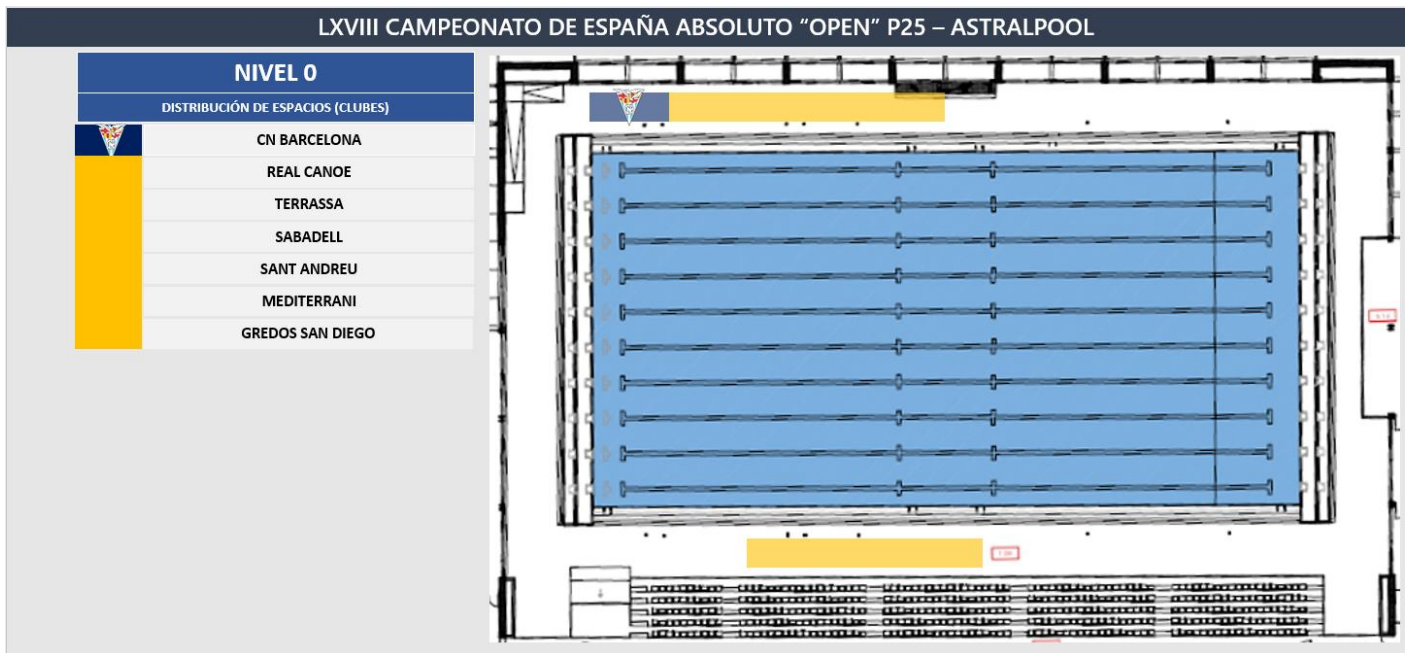 LXVIII CAMPEONATO DE ESPAÑA ABSOLUTO “OPEN” P25 – ASTRALPOOL
NIVEL 0
DISTRIBUCIÓN DE ESPACIOS (CLUBES)
CN BARCELONA
REAL CANOE
TERRASSA
SABADELL
SANT ANDREU
MEDITERRANI
GREDOS SAN DIEGO